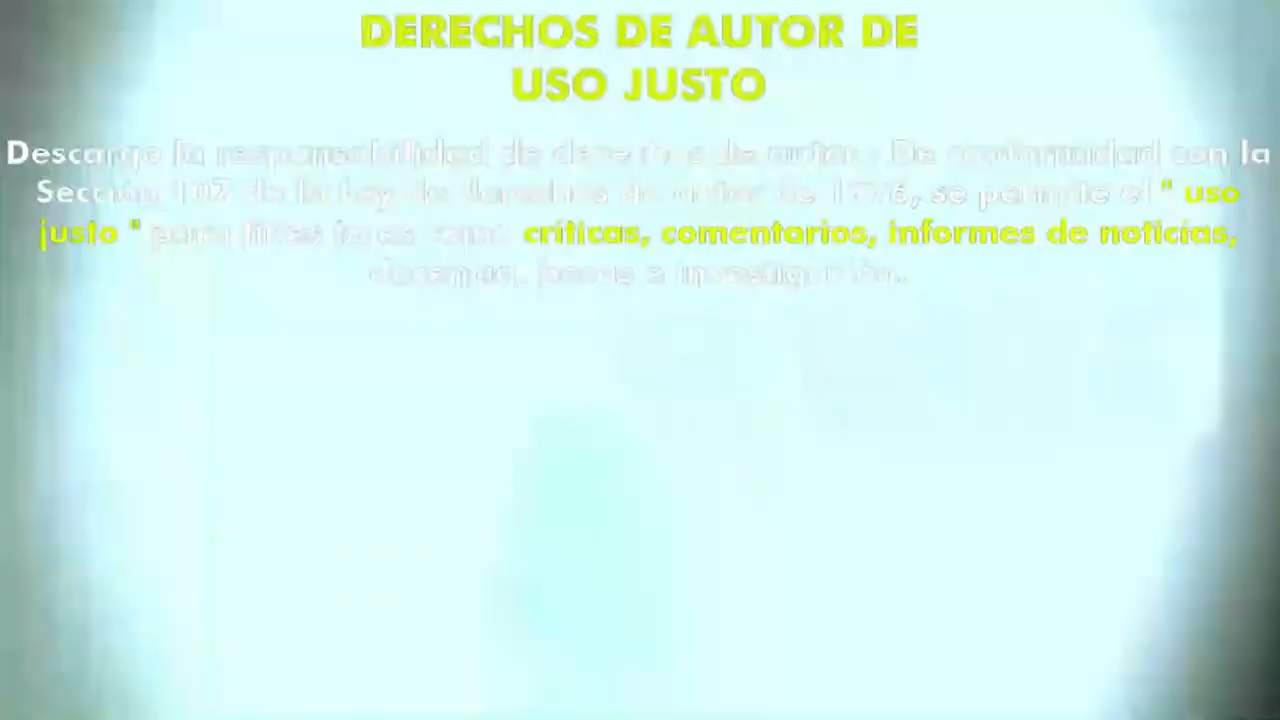 DERECHOS DE AUTOR DE
USO JUSTO
Descargo la responsabilidad de derechos de autor: De conformidad con la
Sección 107 de la Ley de derechos de autor de 1976, se permite el " uso
justo " para fines como críticas, comentarios, informes de noticias,
e investigación.